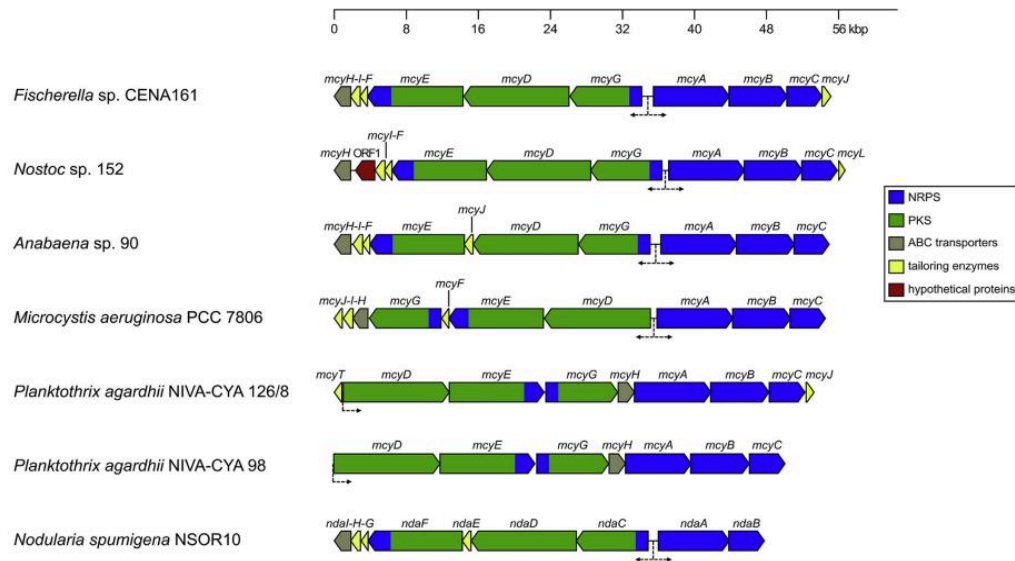 0 8 16 24 32 40 48 56 kbp
Fischerella sp. CENA161
mcyH-I-F mcyE mcyD mcyG mcyA mcyB mcyC mcyJ
Nostoc sp. 152
mcyI-F
mcyH ORF1 mcyE mcyD mcyG mcyA mcyB mcyC mcyL
Anabaena sp. 90
mcyJ
mcyH-I-F mcyE mcyD mcyG mcyA mcyB mcyC
Microcystis aeruginosa PCC 7806
mcyF
mcyJ-I-H mcyG mcyE mcyD mcyA mcyB mcyC
Planktothrix agardhii NIVA-CYA 126/8
mcyT mcyD mcyE mcyG mcyH mcyA mcyB mcyC mcyJ
Planktothrix agardhii NIVA-CYA 98
mcyD mcyE mcyG mcyH mcyA mcyB mcyC
Nodularia spumigena NSOR10
ndaI-H-G ndaF ndaE ndaD ndaC ndaA ndaB
NRPS
PKS
ABC transporters
tailoring enzymes
hypothetical proteins